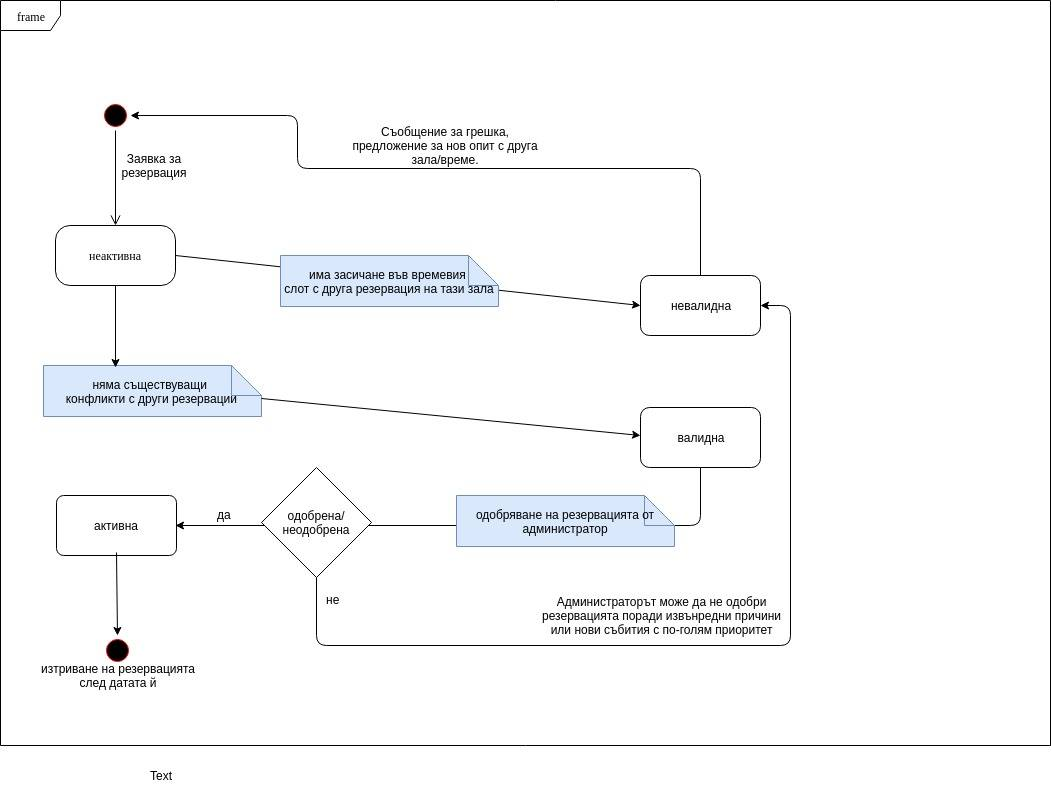 frame
Съобщение за грешка,
предложение за нов опит с друга
зала/време.
Заявка за
резервация
неактивна
има засичане във времевия
слот с друга резервация на тази зала
невалидна
няма съществуващи
конфликти с други резервации
валидна
да
одобрена/
неодобрена
одобряване на резервацията от
администратор
активна
не
Администраторът може да не одобри
резервацията поради извънредни причини
или нови събития с по-голям приоритет
изтриване на резервацията
след датата й
Text